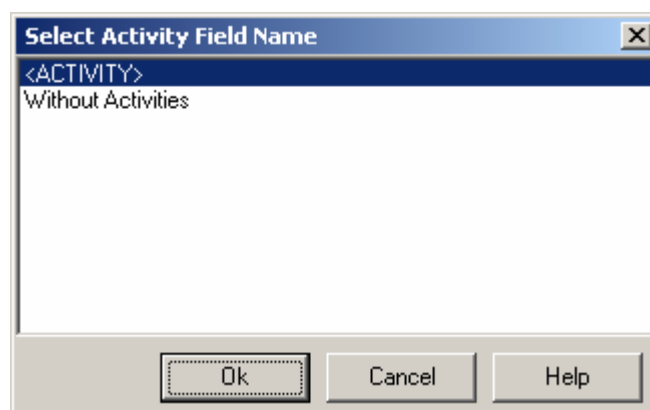 Select Activity Field Name
<ACTIVITY>
Without Activities
Ok Cancel Help